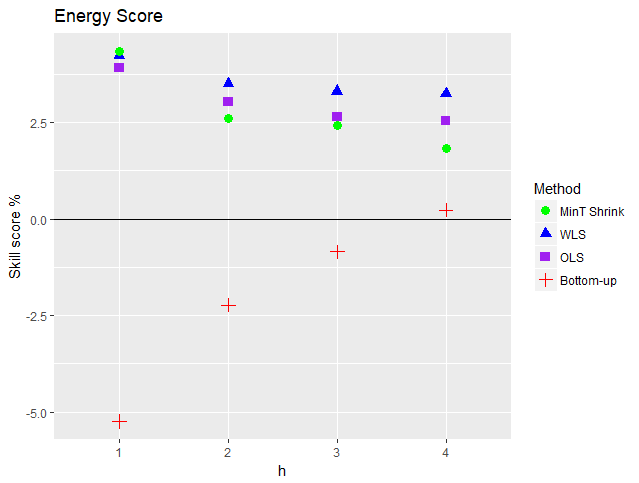 Energy Score
Skill score %
2.5
0.0
-2.5
-5.0
1 2 3 4
h
Method
MinT Shrink
WLS
OLS
Bottom-up